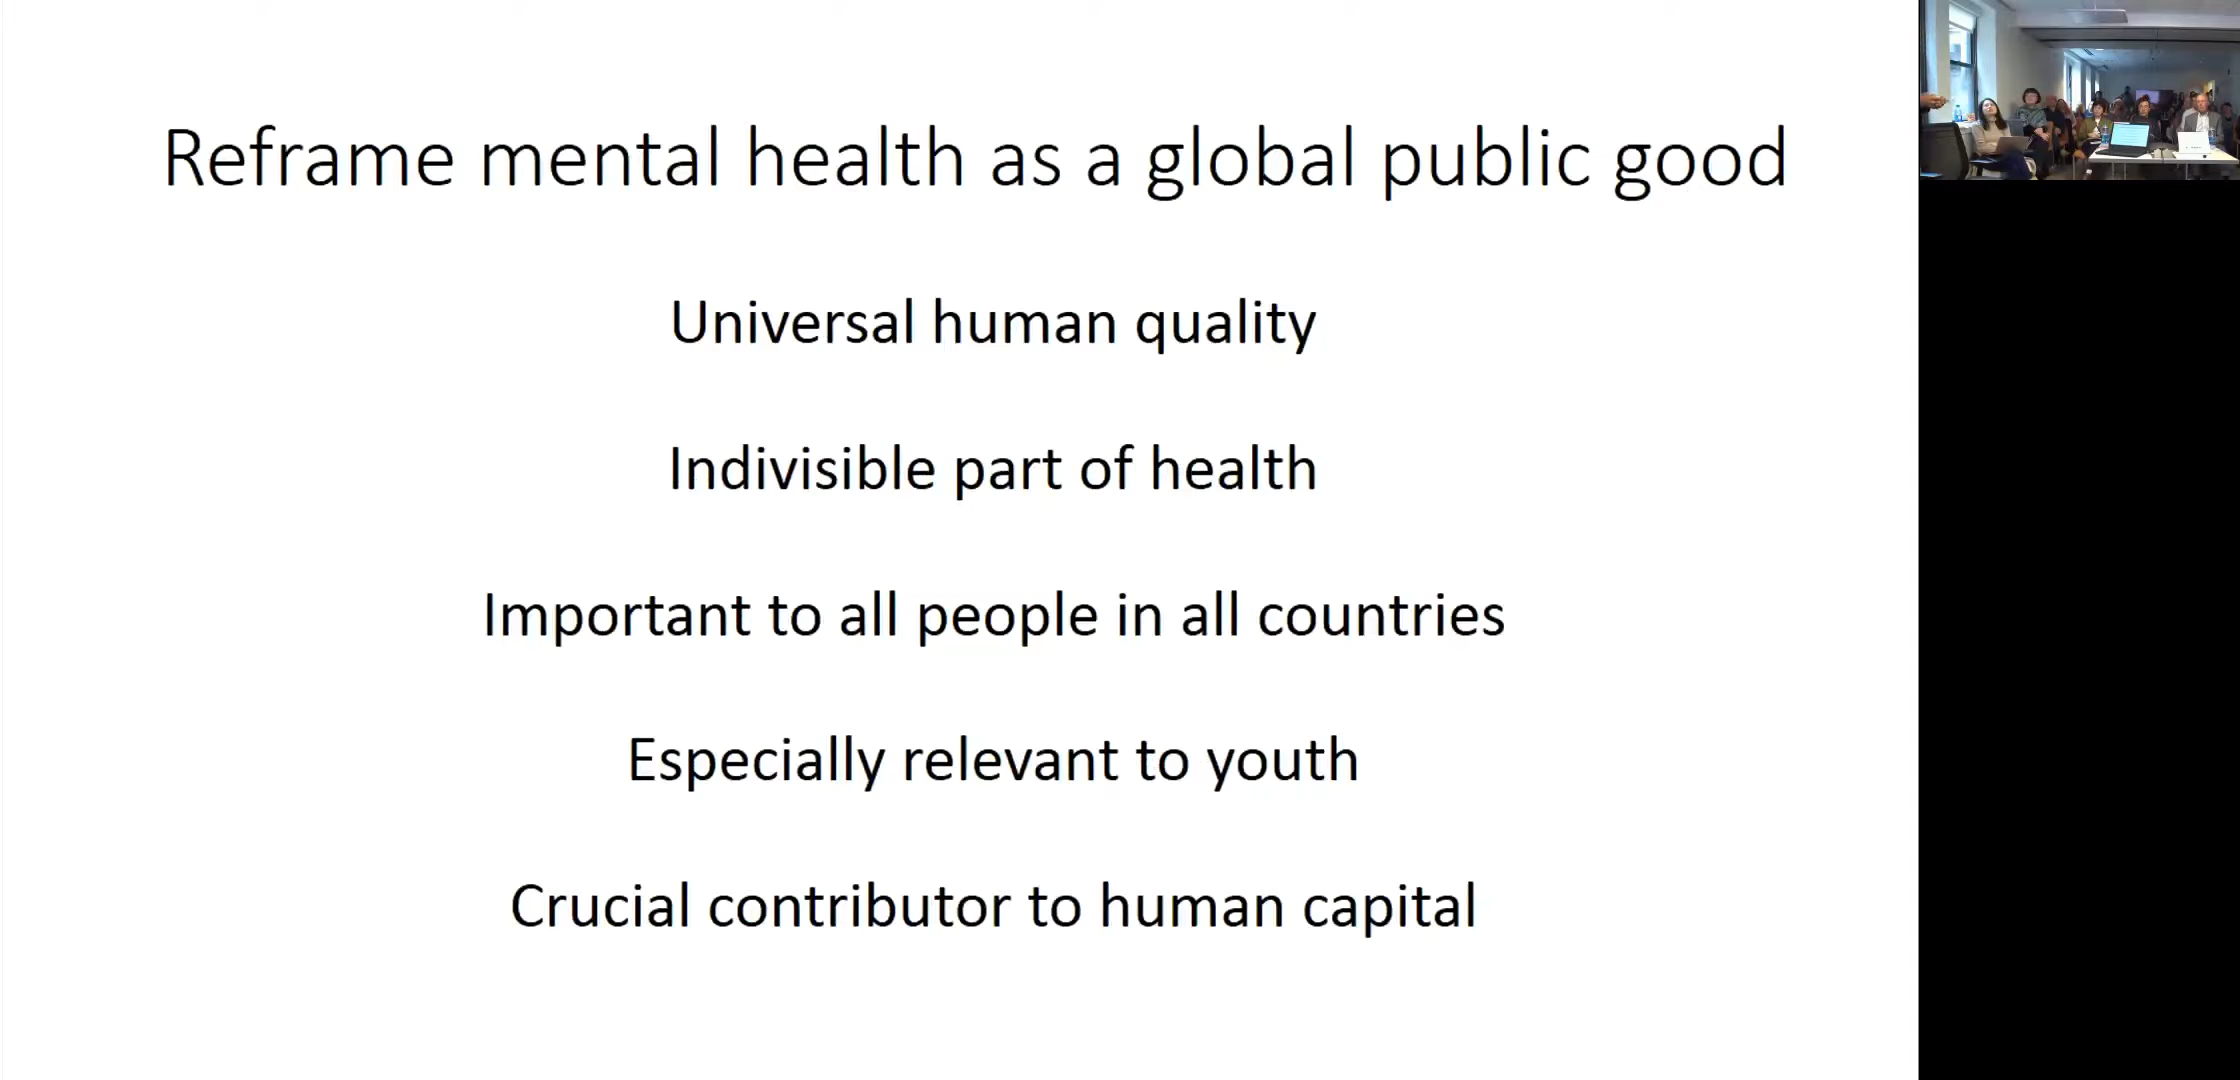 Reframe mental health as a global public good
Universal human quality
Indivisible part of health
Important to all people in all countries
Especially relevant to youth
Crucial contributor to human capital